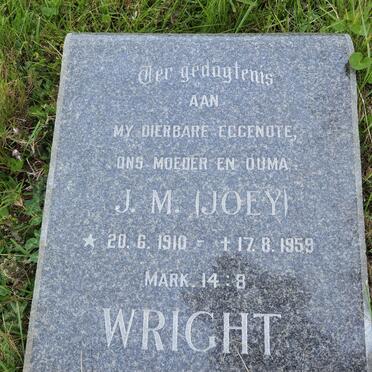 Ter gedagtenis
AAN
MY DIERBARE EGGENOTE,
ONS MOEDER EN OUMA,
J. M. (JOEY)
★ 20. 6. 1910 = † 17. 8. 1959
MARK. 14 : 8
WRIGHT